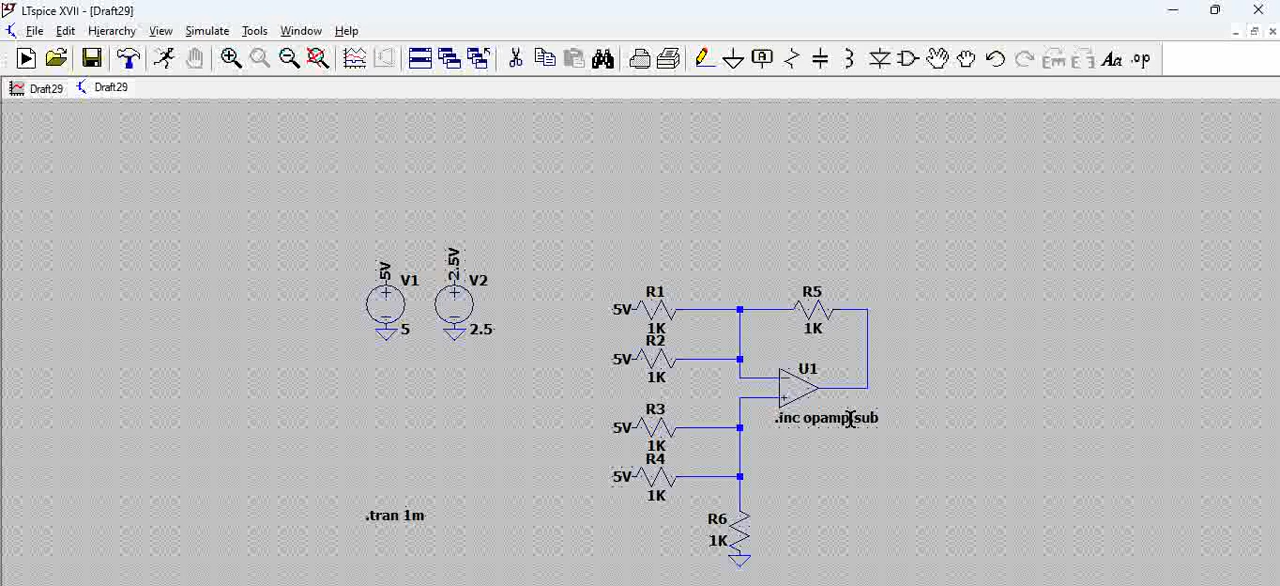 LTspice XVII - [Draft29]
File Edit Hierarchy View Simulate Tools Window Help
Aa .op
Draft29 Draft29
5V 2.5V
V1 V2
5 2.5
R1 R5
5V
1K 1K
R2
5V
1K
U1
.inc opamp.sub
R3
5V
1K
R4
5V
1K
.tran 1m
R6
1K